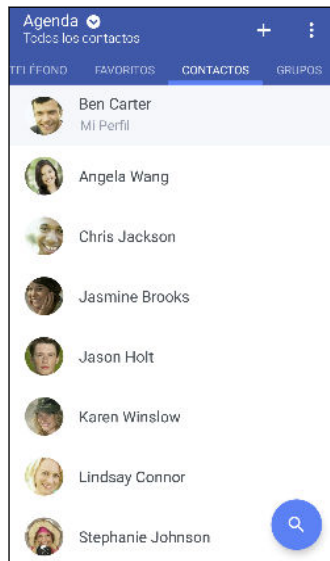 Agenda
Todos los contactos
TELÉFONO FAVORITOS CONTACTOS GRUPOS
Ben Carter
Mi Perfil
Angela Wang
Chris Jackson
Jasmine Brooks
Jason Holt
Karen Winslow
Lindsay Connor
Stephanie Johnson